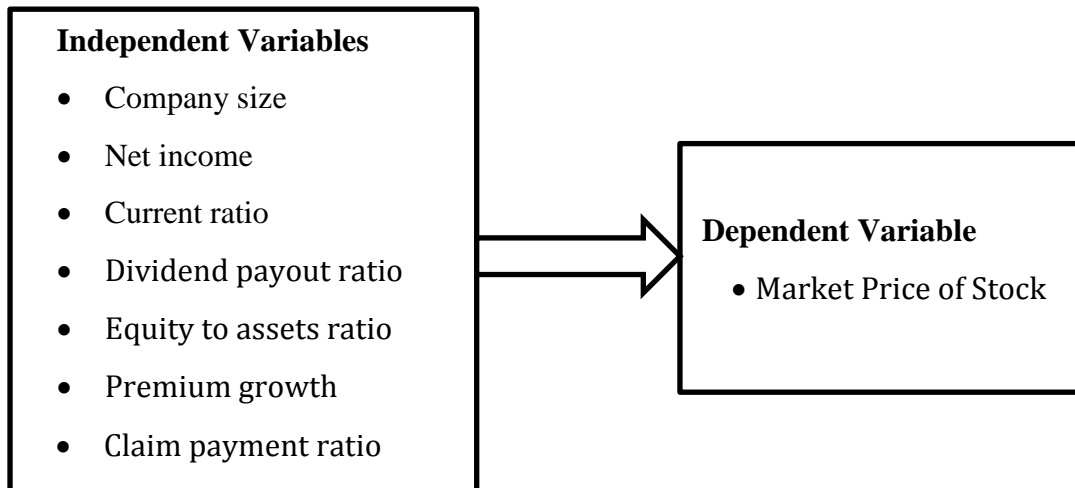 Independent Variables
• Company size
• Net income
• Current ratio
• Dividend payout ratio
• Equity to assets ratio
• Premium growth
• Claim payment ratio
Dependent Variable
• Market Price of Stock